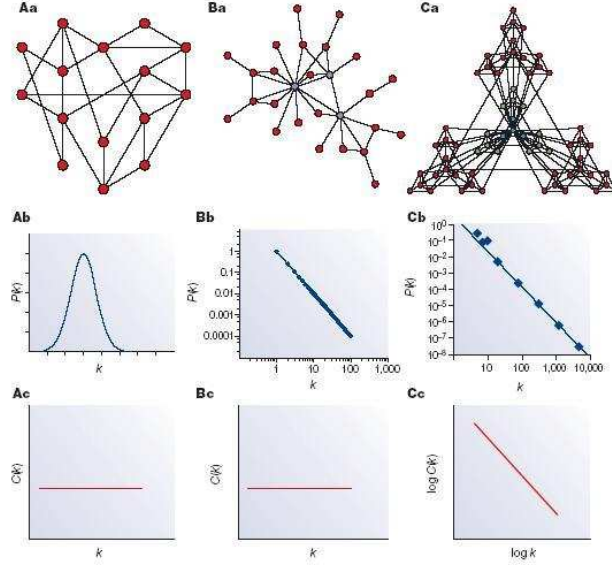 Aa
Ba
Ca
Ab
P(k)
k
Bb
1
0.1
0.01
0.001
0.0001
P(k)
1
10
100
1,000
k
Cb
10⁰
10⁻¹
10⁻²
10⁻³
10⁻⁴
10⁻⁵
10⁻⁶
10⁻⁷
10⁻⁸
P(k)
10
100
1,000
10,000
k
Ac
C(k)
k
Bc
C(k)
k
Cc
log C(k)
log k